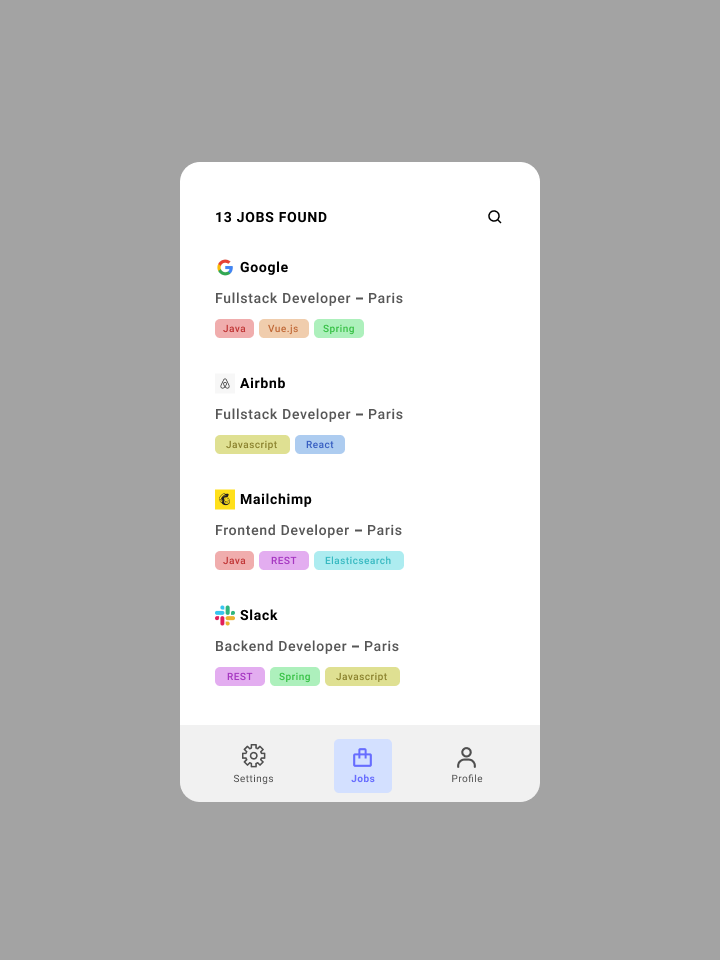 13 JOBS FOUND
Google
Fullstack Developer – Paris
Java Vue.js Spring
Airbnb
Fullstack Developer – Paris
Javascript React
Mailchimp
Frontend Developer – Paris
Java REST Elasticsearch
Slack
Backend Developer – Paris
REST Spring Javascript
Settings Jobs Profile